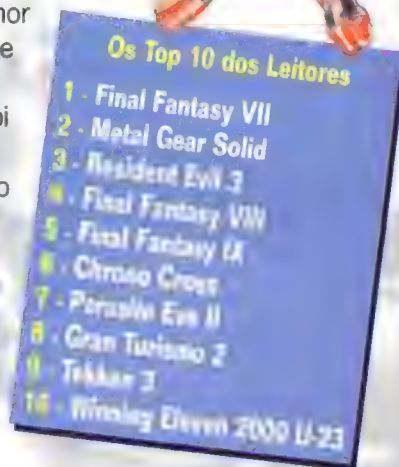 hor
e
pi
o
Os Top 10 dos Leitores
1 - Final Fantasy VII
2 - Metal Gear Solid
3 - Resident Evil 3
4 - Final Fantasy VIII
5 - Final Fantasy IX
6 - Chrono Cross
7 - Parasite Eve II
8 - Gran Turismo 2
9 - Tekken 3
10 - Winning Eleven 2000 U-23